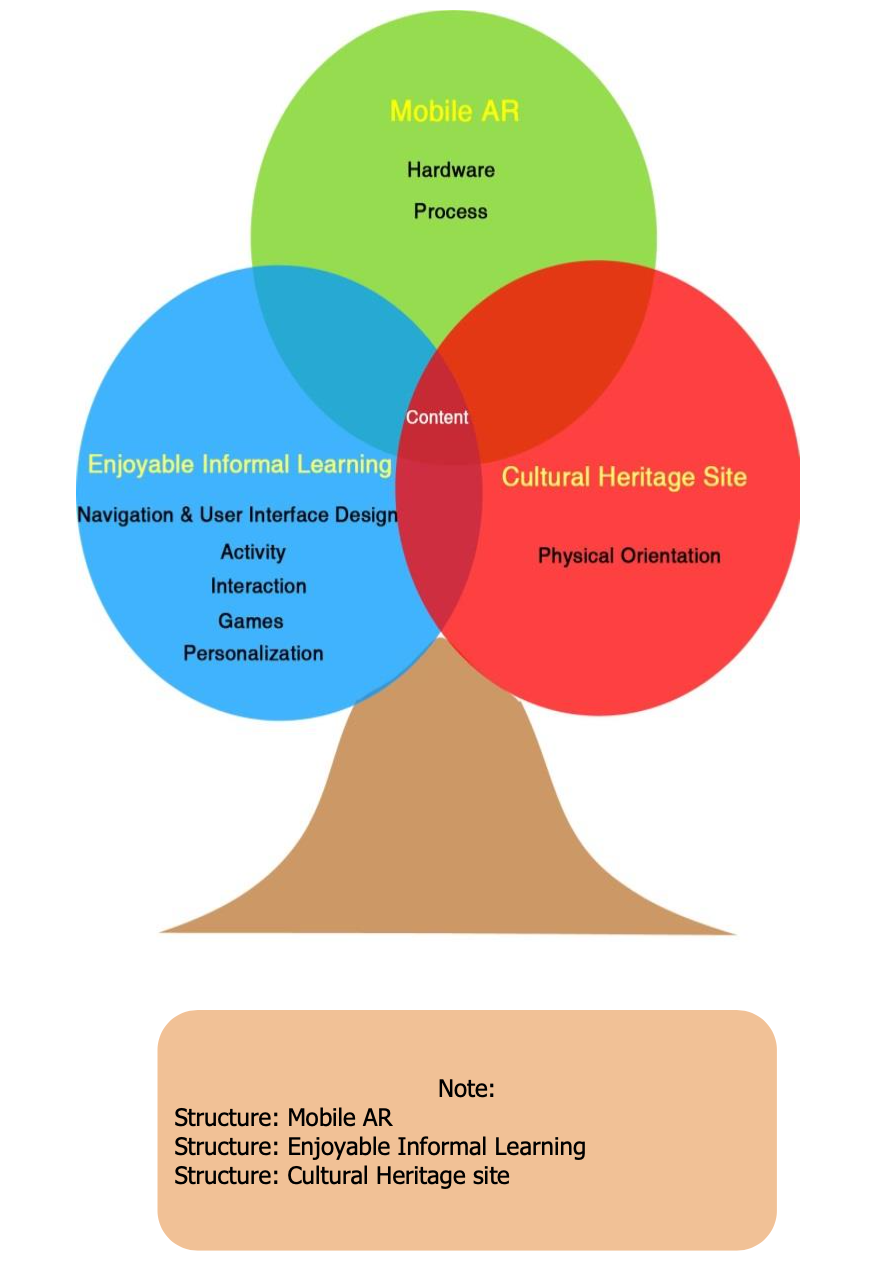 Mobile AR
Hardware
Process
Content
Enjoyable Informal Learning
Navigation & User Interface Design
Activity
Interaction
Games
Personalization
Cultural Heritage Site
Physical Orientation
Note:
Structure: Mobile AR
Structure: Enjoyable Informal Learning
Structure: Cultural Heritage site